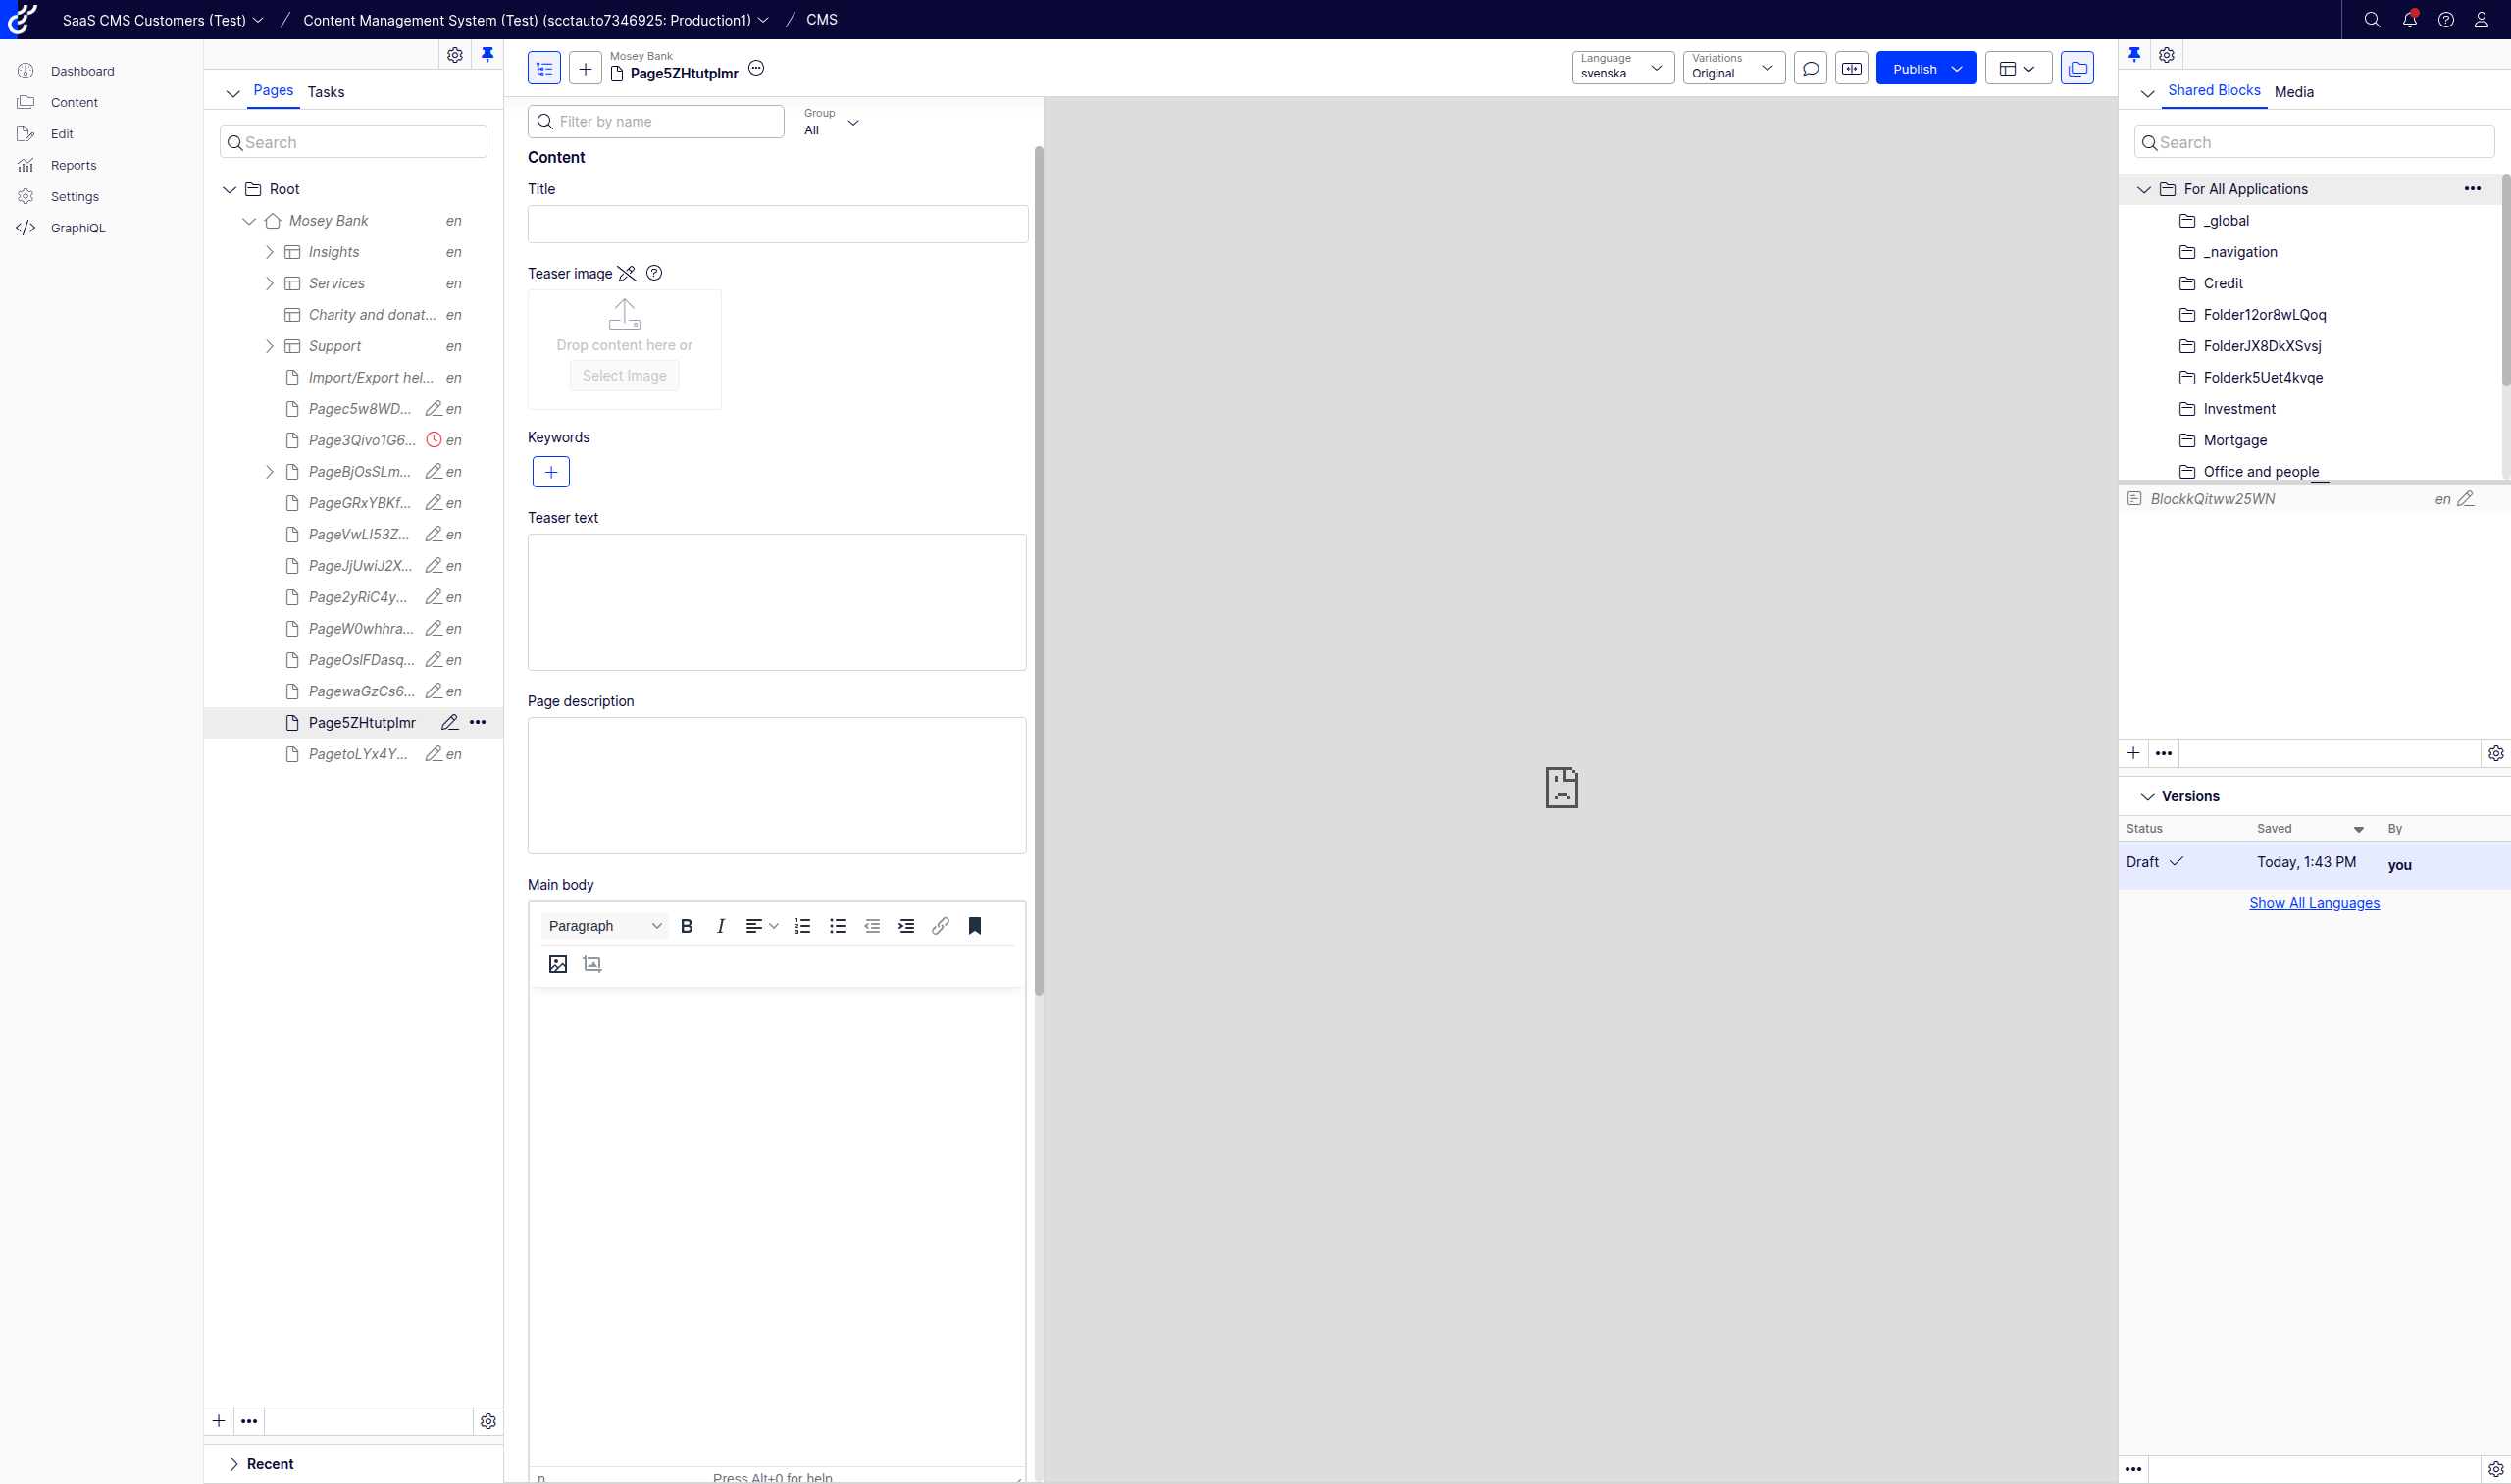 SaaS CMS Customers (Test) / Content Management System (Test) (scctauto7346925: Production1) / CMS
Dashboard
Content
Edit
Reports
Settings
GraphiQL
Pages Tasks
Search
Root
Mosey Bank en
Insights en
Services en
Charity and donat... en
Support en
Import/Export hel... en
Pagec5w8WD... en
Page3Qivo1G6... en
PageBjOsSLm... en
PageGRxYBKf... en
PageVwLI53Z... en
PageJjUwiJ2X... en
Page2yRiC4y... en
PageW0whhra... en
PageOslFDasq... en
PagewaGzCs6... en
Page5ZHtutplmr
PagetoLYx4Y... en
Recent
Mosey Bank
Page5ZHtutplmr
Language
svenska
Variations
Original
Publish
Filter by name
Group
All
Content
Title
Teaser image
Drop content here or
Select Image
Keywords
Teaser text
Page description
Main body
Paragraph
p Press Alt+0 for help
Shared Blocks Media
Search
For All Applications
_global
_navigation
Credit
Folder12or8wLQoq
FolderJX8DkXSvsj
Folderk5Uet4kvqe
Investment
Mortgage
Office and people
BlockkQitww25WN en
Versions
Status Saved By
Draft Today, 1:43 PM you
Show All Languages